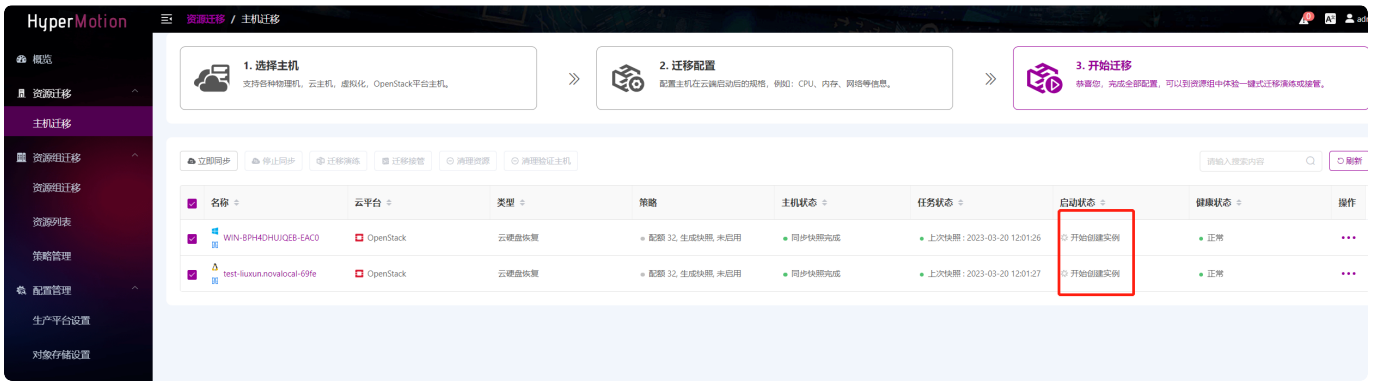 HyperMotion
资源迁移 / 主机迁移
0
A
adm
概览
资源迁移
主机迁移
资源组迁移
资源组迁移
资源列表
策略管理
配置管理
生产平台设置
对象存储设置
1. 选择主机
支持各种物理机，云主机，虚拟化，OpenStack平台主机。
2. 迁移配置
配置主机在云端启动后的规格，例如：CPU、内存、网络等信息。
3. 开始迁移
恭喜您，完成全部配置，可以到资源组中体验一键式迁移演练或接管。
立即同步 停止同步 迁移演练 迁移接管 清理资源 清理验证主机 请输入搜索内容 刷新
名称 云平台 类型 策略 主机状态 任务状态 启动状态 健康状态 操作
WIN-BPH4DHUJQEB-EAC0 OpenStack 云硬盘恢复 配额 32, 生成快照, 未启用 同步快照完成 上次快照 : 2023-03-20 12:01:26 开始创建实例 正常
test-liuxun.novalocal-69fe OpenStack 云硬盘恢复 配额 32, 生成快照, 未启用 同步快照完成 上次快照 : 2023-03-20 12:01:27 开始创建实例 正常